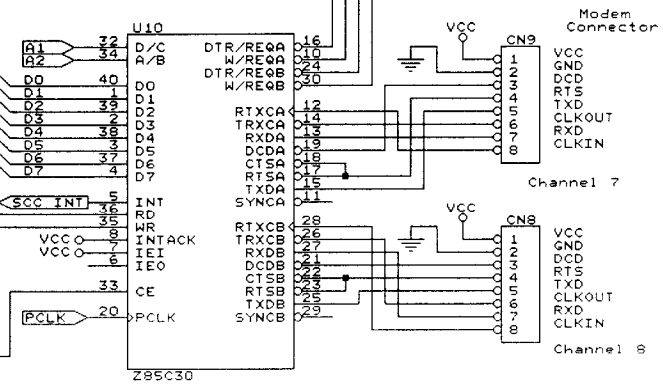 U10
Z85C30
A1
A2
D0
D1
D2
D3
D4
D5
D6
D7
SCC INT
VCC
VCC
PCLK
32 D/C
34 A/B
40 D0
1 D1
39 D2
2 D3
38 D4
3 D5
37 D6
4 D7
5 INT
36 RD
35 WR
8 INTACK
7 IEI
6 IEO
33 CE
20 PCLK
DTR/REQA 16
W/REQA 10
DTR/REQB 24
W/REQB 30
RTXCA 12
TRXCA 14
RXDA 13
DCDA 19
CTSA 18
RTSA 17
TXDA 15
SYNCA 11
RTXCB 28
TRXCB 26
RXDB 27
DCDB 21
CTSB 22
RTSB 23
TXDB 25
SYNCB 29
Modem
Connector
VCC
CN9
1 VCC
2 GND
3 DCD
4 RTS
5 TXD
6 CLKOUT
7 RXD
8 CLKIN
Channel 7
VCC
CN8
1 VCC
2 GND
3 DCD
4 RTS
5 TXD
6 CLKOUT
7 RXD
8 CLKIN
Channel 8